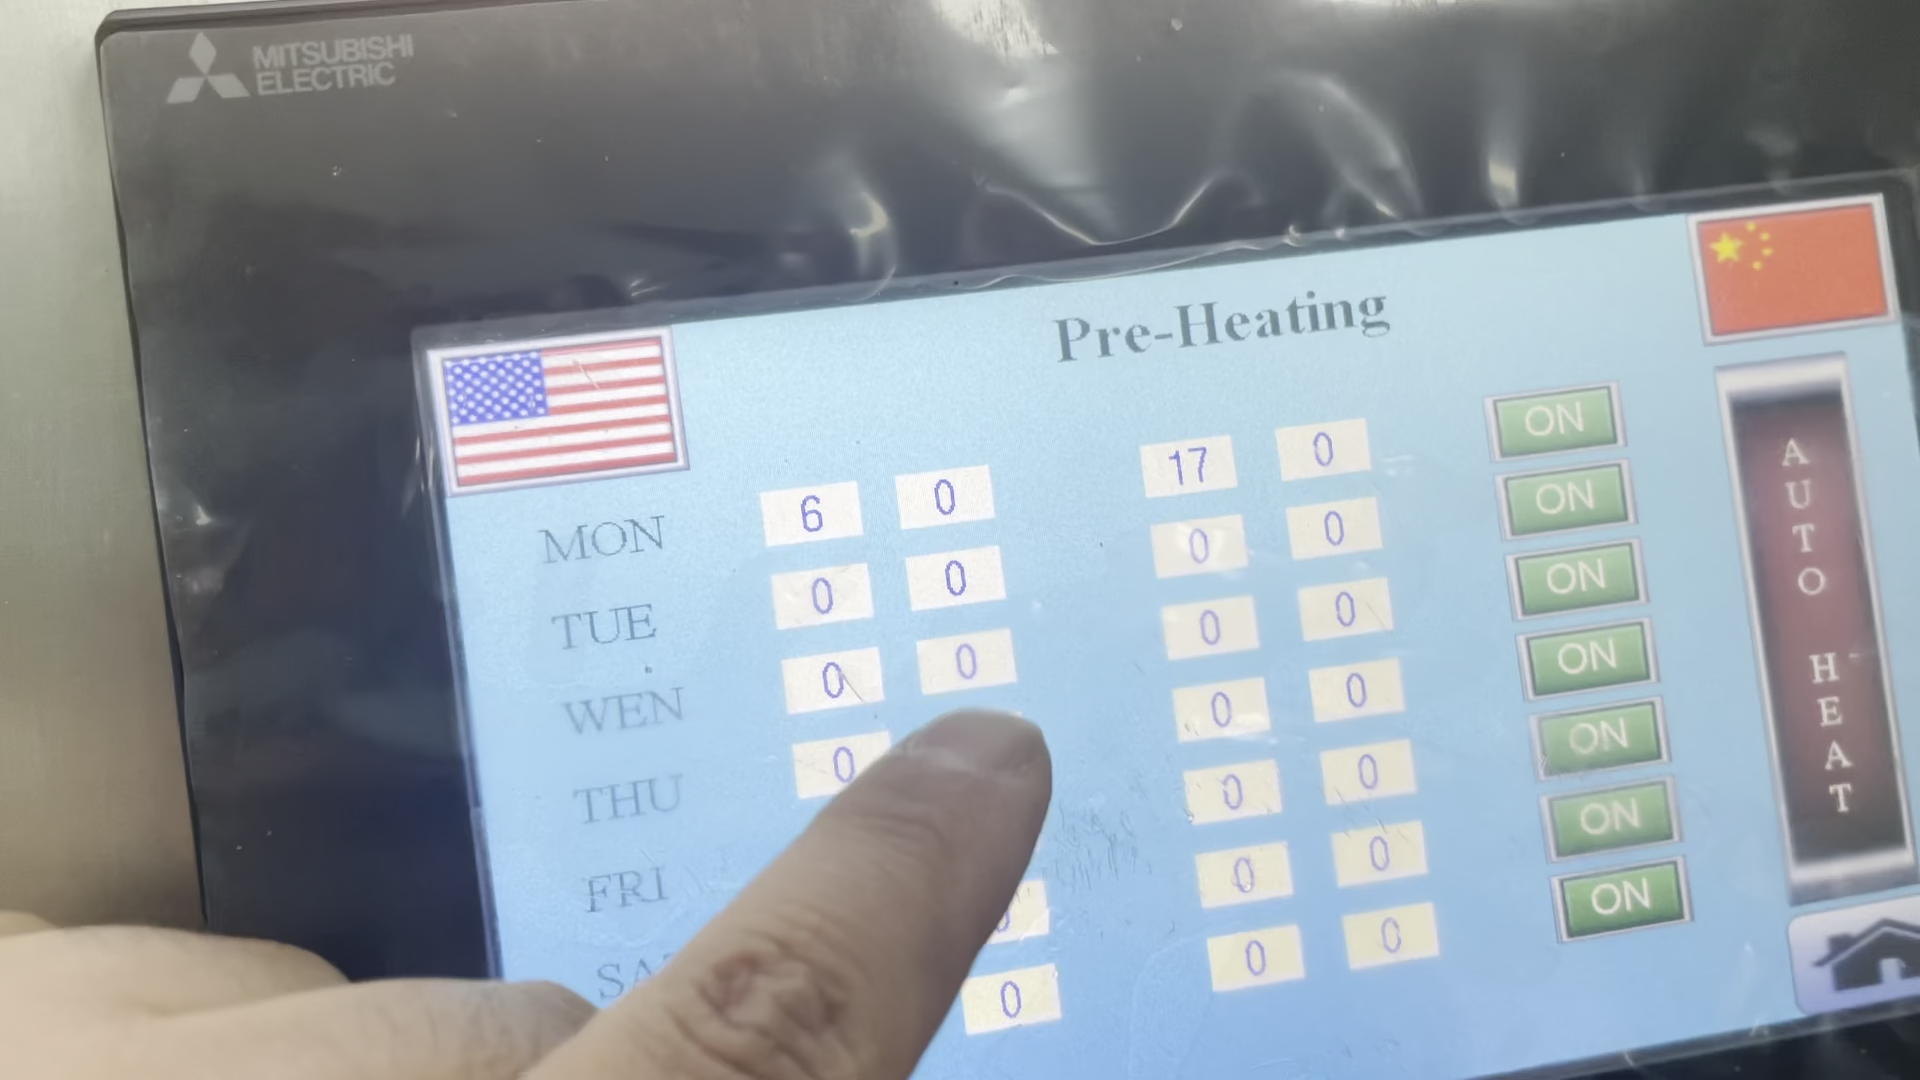 MITSUBISHI
ELECTRIC
Pre-Heating
MON 6 0 17 0 ON
TUE 0 0 0 0 ON
WEN 0 0 0 0 ON
THU 0 0 0 ON
FRI 0 0 ON
0 0 ON
0 0 0 ON
AUTO HEAT